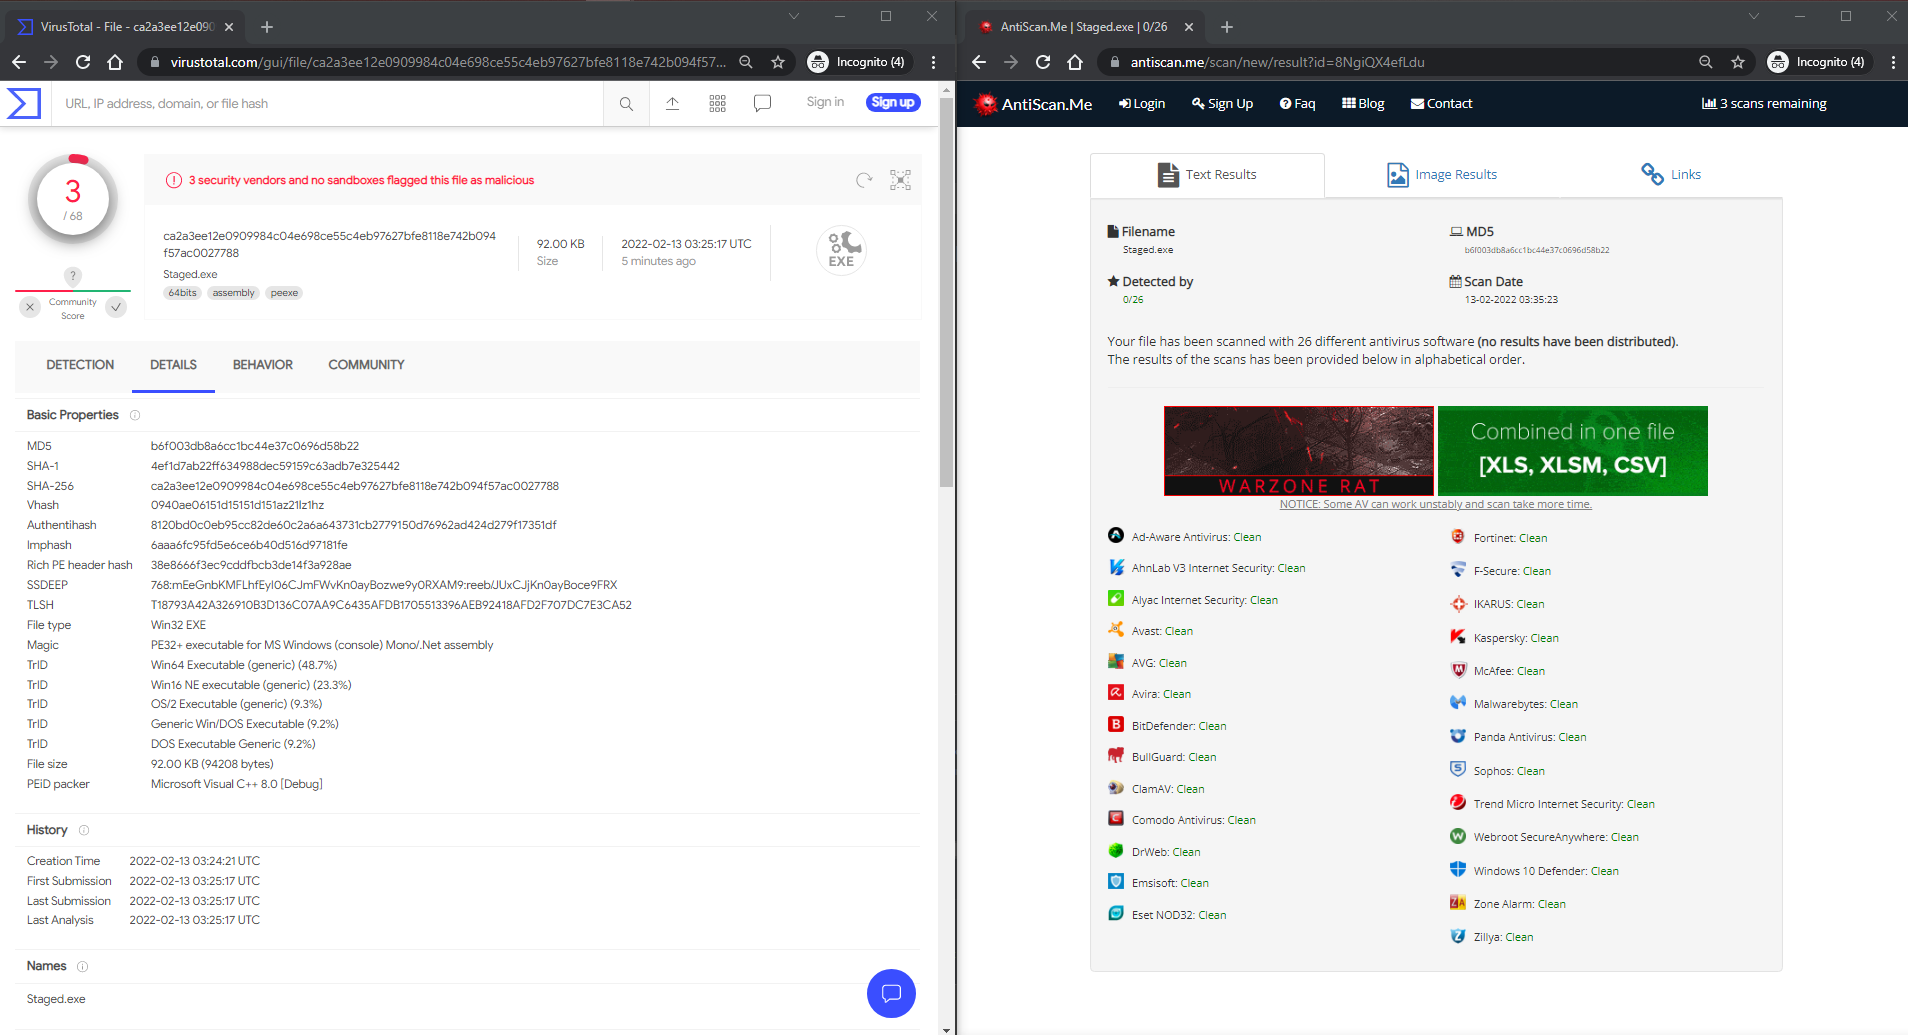 VirusTotal - File - ca2a3ee12e090
virustotal.com/gui/file/ca2a3ee12e0909984c04e698ce55c4eb97627bfe8118e742b094f57...
Incognito (4)
URL, IP address, domain, or file hash
Sign in
Sign up
3
/ 68
3 security vendors and no sandboxes flagged this file as malicious
ca2a3ee12e0909984c04e698ce55c4eb97627bfe8118e742b094
f57ac0027788
Staged.exe
64bits assembly peexe
92.00 KB
Size
2022-02-13 03:25:17 UTC
5 minutes ago
EXE
?
Community
Score
DETECTION DETAILS BEHAVIOR COMMUNITY
Basic Properties
MD5 b6f003db8a6cc1bc44e37c0696d58b22
SHA-1 4ef1d7ab22ff634988dec59159c63adb7e325442
SHA-256 ca2a3ee12e0909984c04e698ce55c4eb97627bfe8118e742b094f57ac0027788
Vhash 0940ae06151d15151d151az21lz1hz
Authentihash 8120bd0c0eb95cc82de60c2a6a643731cb2779150d76962ad424d279f17351df
Imphash 6aaa6fc95fd5e6ce6b40d516d97181fe
Rich PE header hash 38e8666f3ec9cddfbcb3de14f3a928ae
SSDEEP 768:mEeGnbKMFLhfEyI06CJmFWvKn0ayBozwe9y0RXAM9:reeb/JUxCJjKn0ayBoce9FRX
TLSH T18793A42A326910B3D136C07AA9C6435AFDB1705513396AEB92418AFD2F707DC7E3CA52
File type Win32 EXE
Magic PE32+ executable for MS Windows (console) Mono/.Net assembly
TrID Win64 Executable (generic) (48.7%)
TrID Win16 NE executable (generic) (23.3%)
TrID OS/2 Executable (generic) (9.3%)
TrID Generic Win/DOS Executable (9.2%)
TrID DOS Executable Generic (9.2%)
File size 92.00 KB (94208 bytes)
PEiD packer Microsoft Visual C++ 8.0 [Debug]
History
Creation Time 2022-02-13 03:24:21 UTC
First Submission 2022-02-13 03:25:17 UTC
Last Submission 2022-02-13 03:25:17 UTC
Last Analysis 2022-02-13 03:25:17 UTC
Names
Staged.exe
AntiScan.Me | Staged.exe | 0/26
antiscan.me/scan/new/result?id=8NgiQX4efLdu
Incognito (4)
AntiScan.Me Login Sign Up Faq Blog Contact 3 scans remaining
Text Results Image Results Links
Filename
Staged.exe
MD5
b6f003db8a6cc1bc44e37c0696d58b22
Detected by
0/26
Scan Date
13-02-2022 03:35:23
Your file has been scanned with 26 different antivirus software (no results have been distributed).
The results of the scans has been provided below in alphabetical order.
WARZONE RAT
Combined in one file
[XLS, XLSM, CSV]
NOTICE: Some AV can work unstably and scan take more time.
Ad-Aware Antivirus: Clean
AhnLab V3 Internet Security: Clean
Alyac Internet Security: Clean
Avast: Clean
AVG: Clean
Avira: Clean
BitDefender: Clean
BullGuard: Clean
ClamAV: Clean
Comodo Antivirus: Clean
DrWeb: Clean
Emsisoft: Clean
Eset NOD32: Clean
Fortinet: Clean
F-Secure: Clean
IKARUS: Clean
Kaspersky: Clean
McAfee: Clean
Malwarebytes: Clean
Panda Antivirus: Clean
Sophos: Clean
Trend Micro Internet Security: Clean
Webroot SecureAnywhere: Clean
Windows 10 Defender: Clean
Zone Alarm: Clean
Zillya: Clean